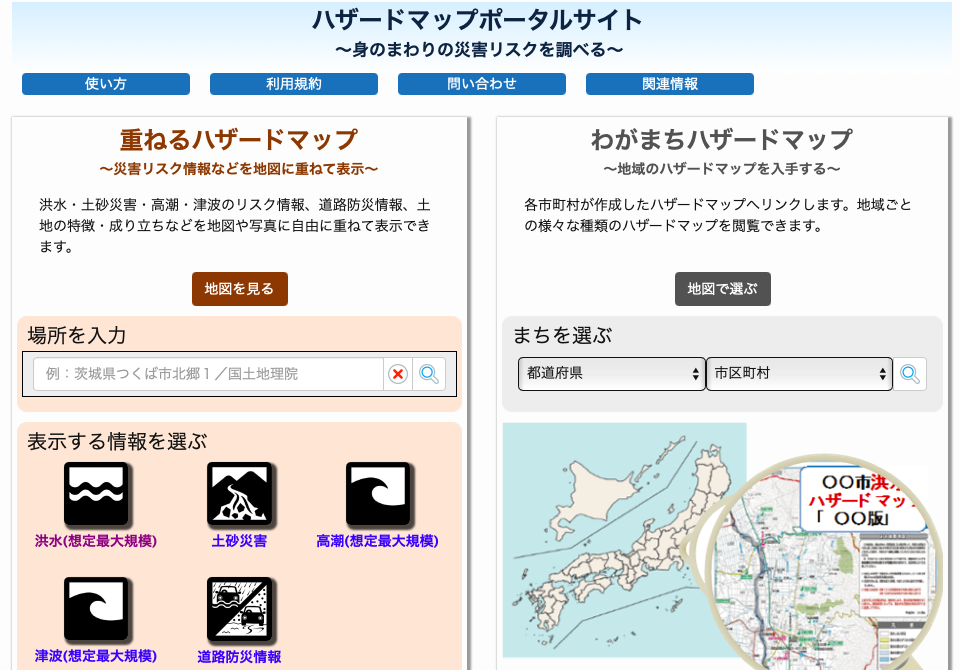 ハザードマップポータルサイト
～身のまわりの災害リスクを調べる～
使い方
利用規約
問い合わせ
関連情報
重ねるハザードマップ
～災害リスク情報などを地図に重ねて表示～
洪水・土砂災害・高潮・津波のリスク情報、道路防災情報、土
地の特徴・成り立ちなどを地図や写真に自由に重ねて表示でき
ます。
地図を見る
場所を入力
例：茨城県つくば市北郷１／国土地理院
表示する情報を選ぶ
洪水(想定最大規模)
土砂災害
高潮(想定最大規模)
津波(想定最大規模)
道路防災情報
わがまちハザードマップ
～地域のハザードマップを入手する～
各市町村が作成したハザードマップへリンクします。地域ごと
の様々な種類のハザードマップを閲覧できます。
地図で選ぶ
まちを選ぶ
都道府県
市区町村
〇〇市洪
ハザードマッ
「 〇〇版」